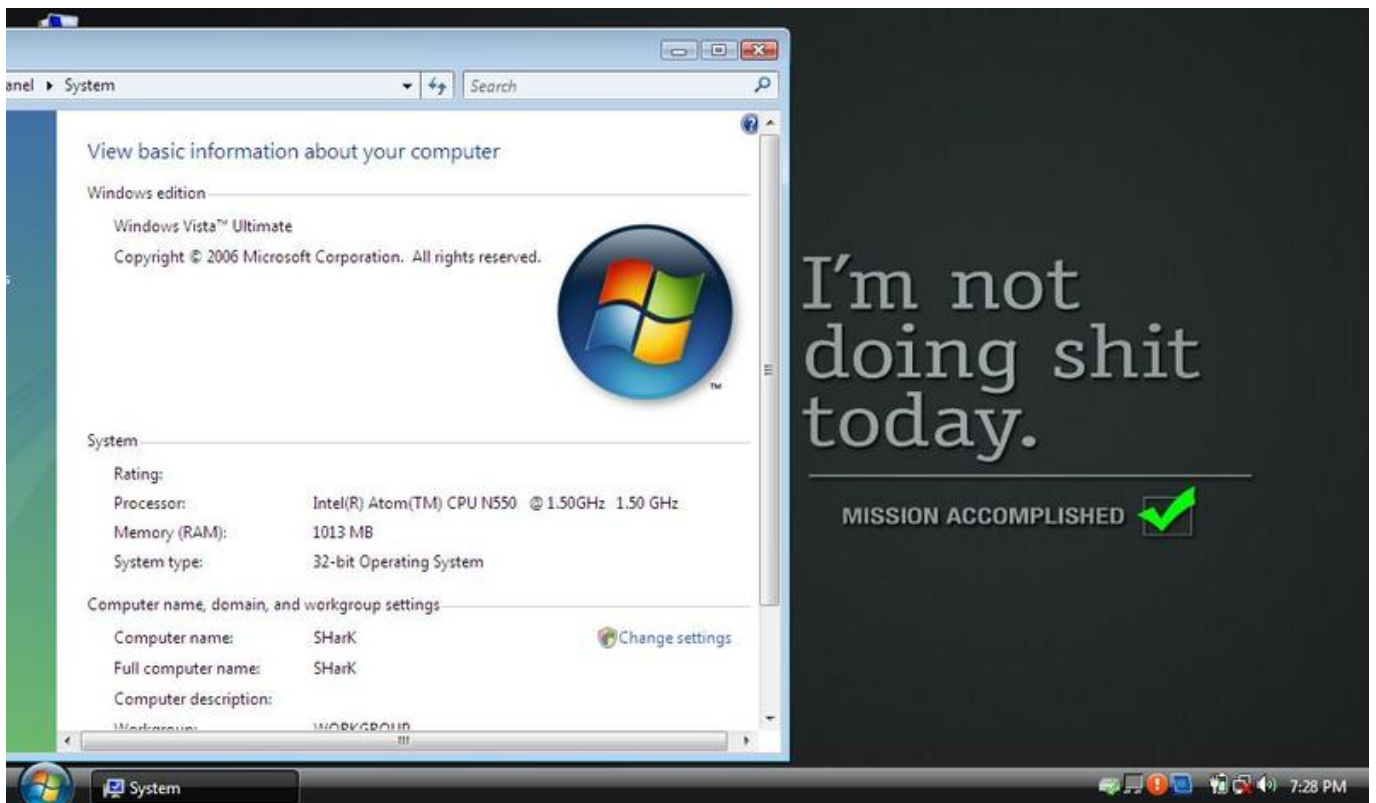 anel ▸ System
Search
View basic information about your computer
Windows edition
Windows Vista™ Ultimate
Copyright © 2006 Microsoft Corporation. All rights reserved.
TM
System
Rating:
Processor: Intel(R) Atom(TM) CPU N550 @ 1.50GHz 1.50 GHz
Memory (RAM): 1013 MB
System type: 32-bit Operating System
Computer name, domain, and workgroup settings
Computer name: SHarK
Change settings
Full computer name: SHarK
Computer description:
Workgroup: WORKGROUP
I'm not
doing shit
today.
MISSION ACCOMPLISHED
System
7:28 PM